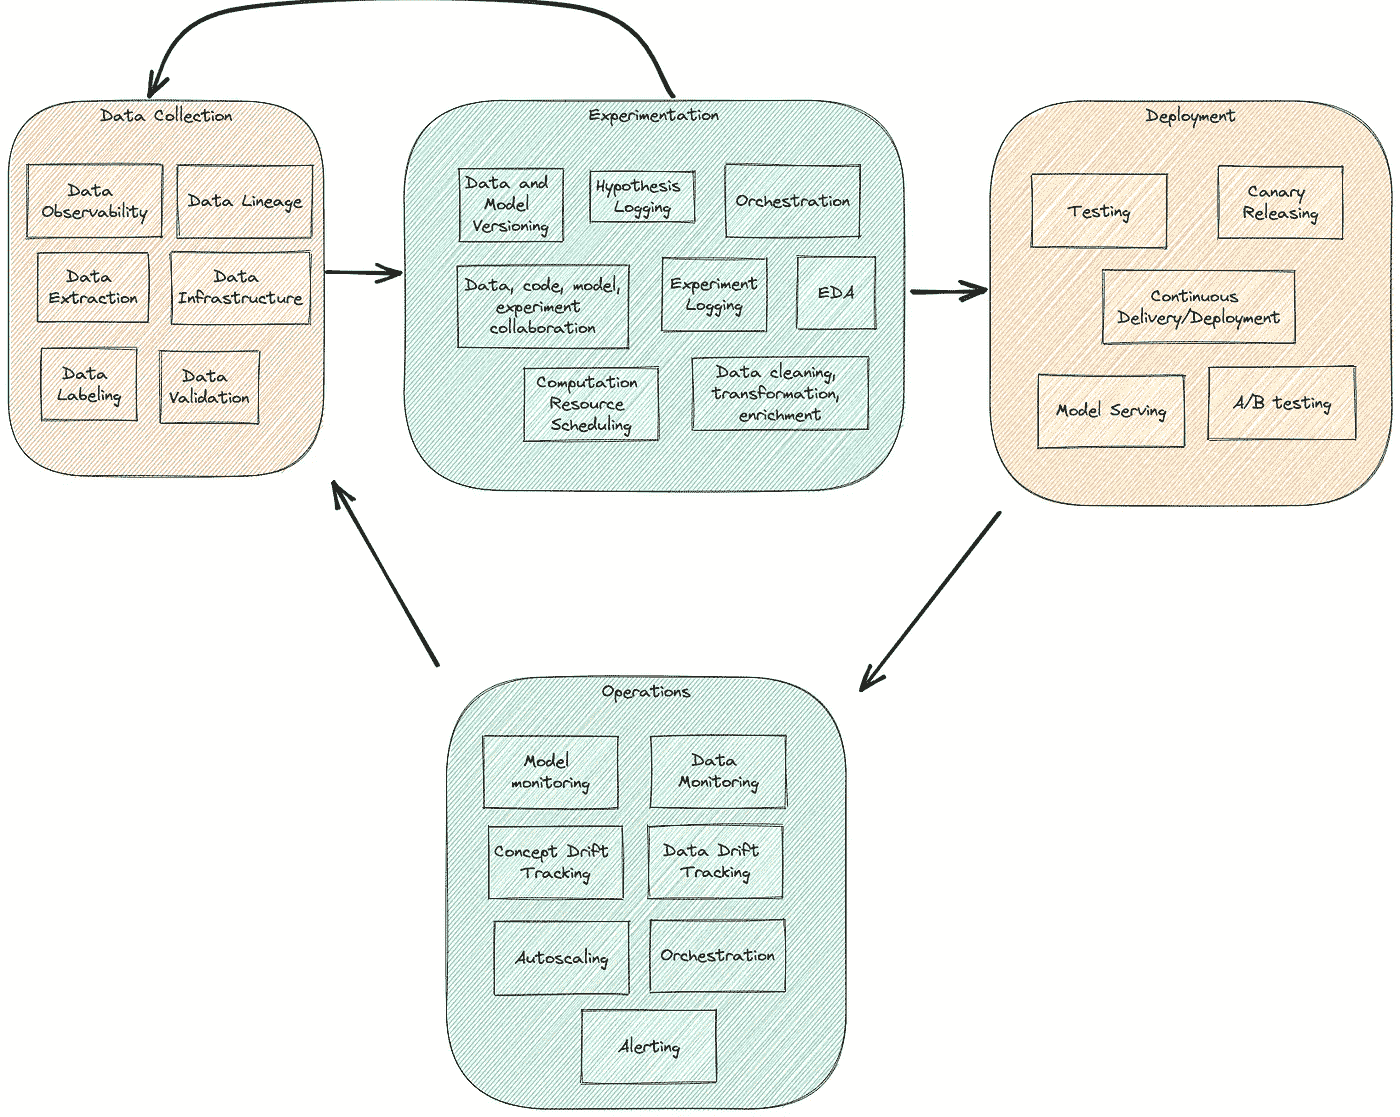 Data Collection
Data
Observability
Data Lineage
Data
Extraction
Data
Infrastructure
Data
Labeling
Data
Validation
Experimentation
Data and
Model
Versioning
Hypothesis
Logging
Orchestration
Data, code, model,
experiment
collaboration
Experiment
Logging
EDA
Computation
Resource
Scheduling
Data cleaning,
transformation,
enrichment
Deployment
Testing
Canary
Releasing
Continuous
Delivery/Deployment
Model Serving
A/B testing
Operations
Model
monitoring
Data
Monitoring
Concept Drift
Tracking
Data Drift
Tracking
Autoscaling
Orchestration
Alerting